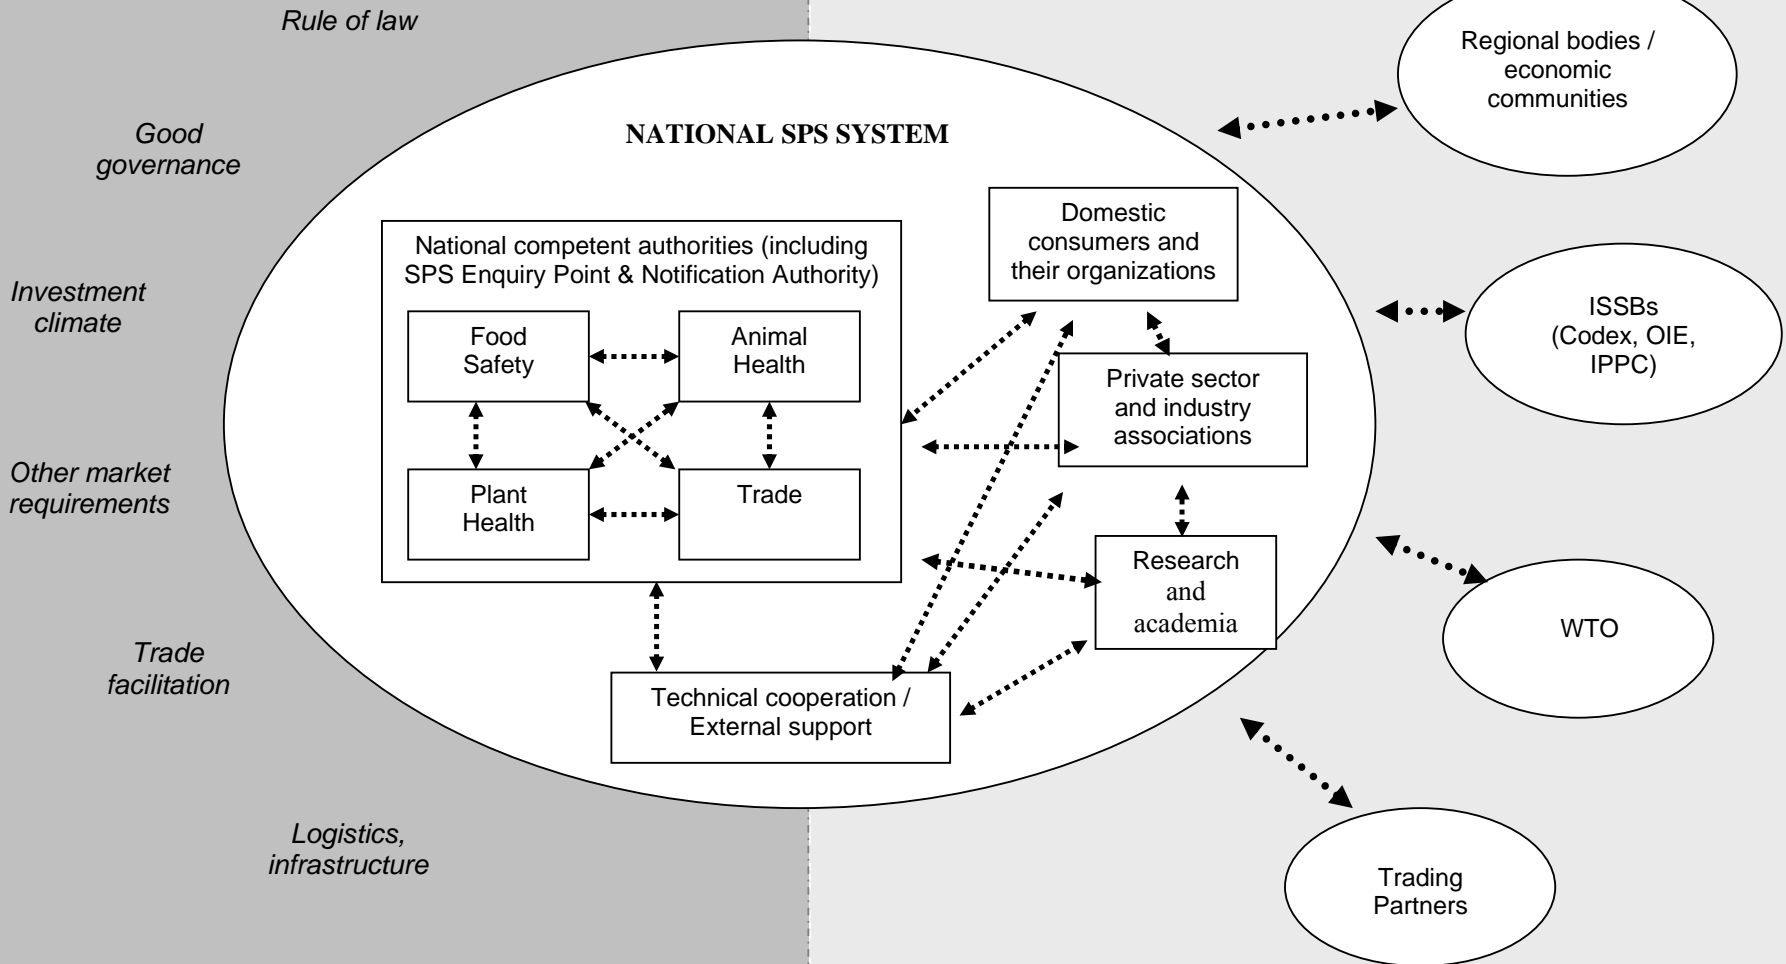 Rule of law
Good
governance
Investment
climate
Other market
requirements
Trade
facilitation
Logistics,
infrastructure
NATIONAL SPS SYSTEM
National competent authorities (including
SPS Enquiry Point & Notification Authority)
Food
Safety
Animal
Health
Plant
Health
Trade
Domestic
consumers and
their organizations
Private sector
and industry
associations
Research
and
academia
Technical cooperation /
External support
Regional bodies /
economic
communities
ISSBs
(Codex, OIE,
IPPC)
WTO
Trading
Partners